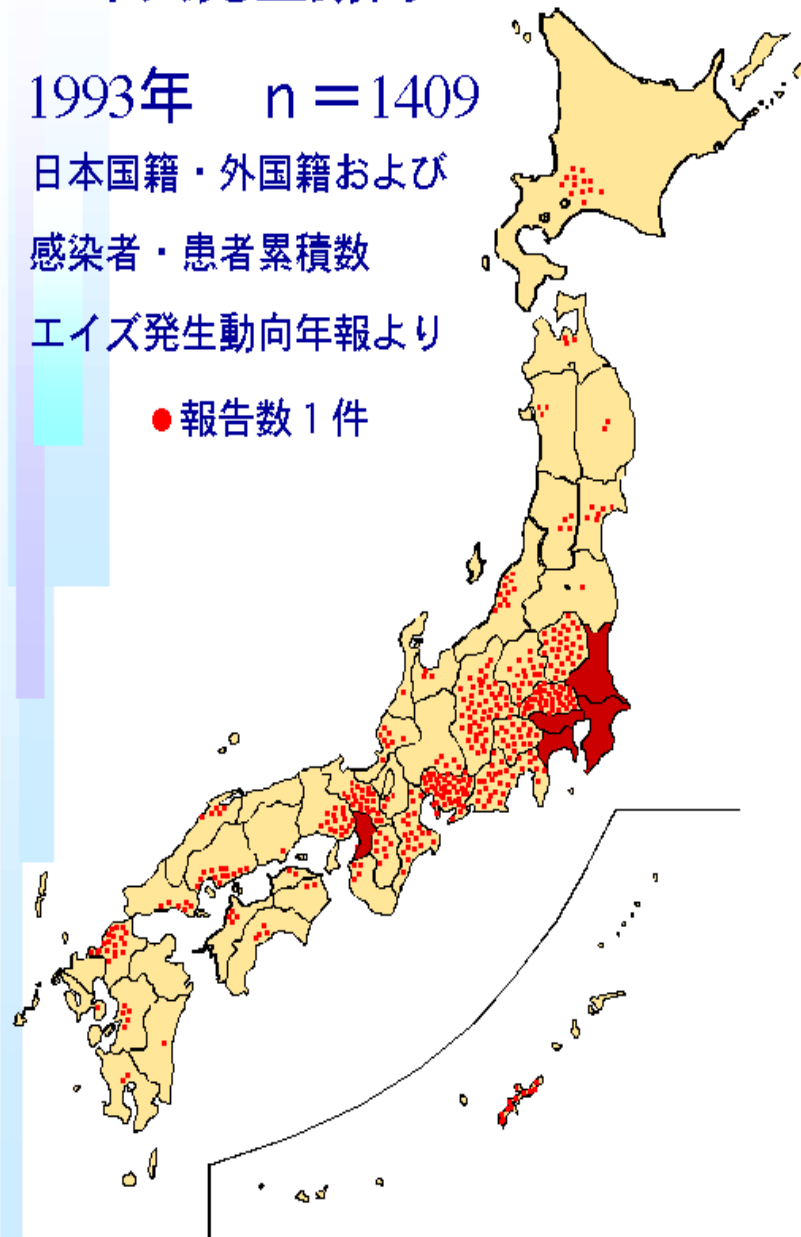 1993年　ｎ＝1409
日本国籍・外国籍および
感染者・患者累積数
エイズ発生動向年報より
●報告数１件